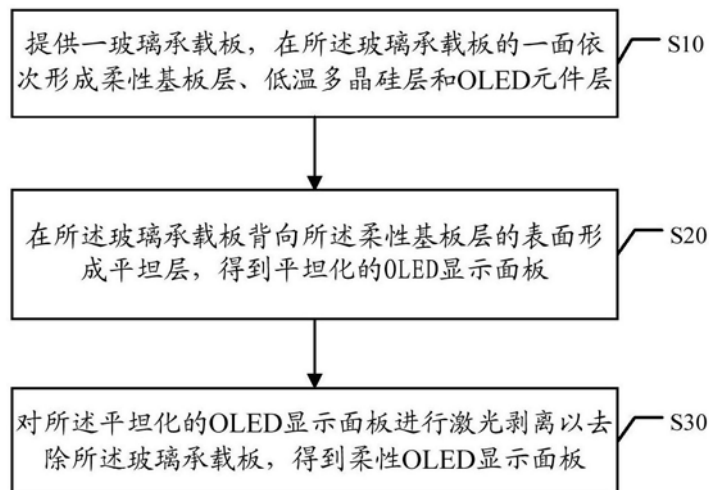 提供一玻璃承载板，在所述玻璃承载板的一面依
次形成柔性基板层、低温多晶硅层和OLED元件层
S10
在所述玻璃承载板背向所述柔性基板层的表面形
成平坦层，得到平坦化的OLED显示面板
S20
对所述平坦化的OLED显示面板进行激光剥离以去
除所述玻璃承载板，得到柔性OLED显示面板
S30